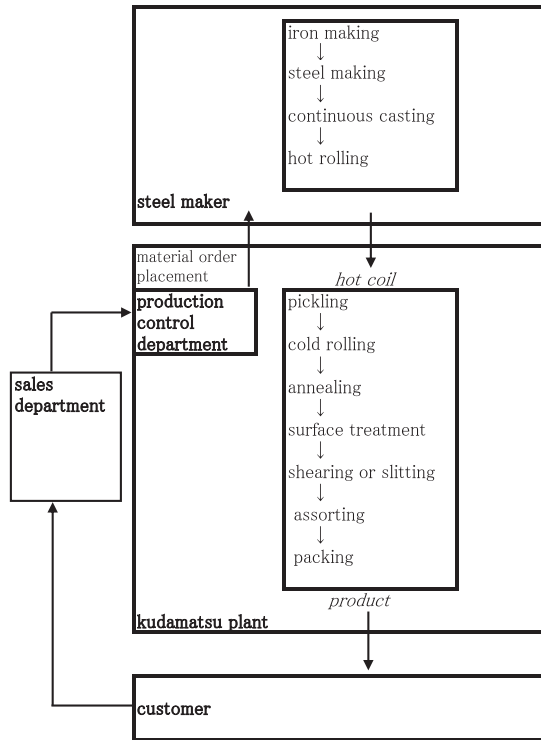 iron making
↓
steel making
↓
continuous casting
↓
hot rolling
steel maker
material order
placement
hot coil
production
control
department
pickling
↓
cold rolling
↓
annealing
↓
surface treatment
↓
shearing or slitting
↓
assorting
↓
packing
sales
department
product
kudamatsu plant
customer